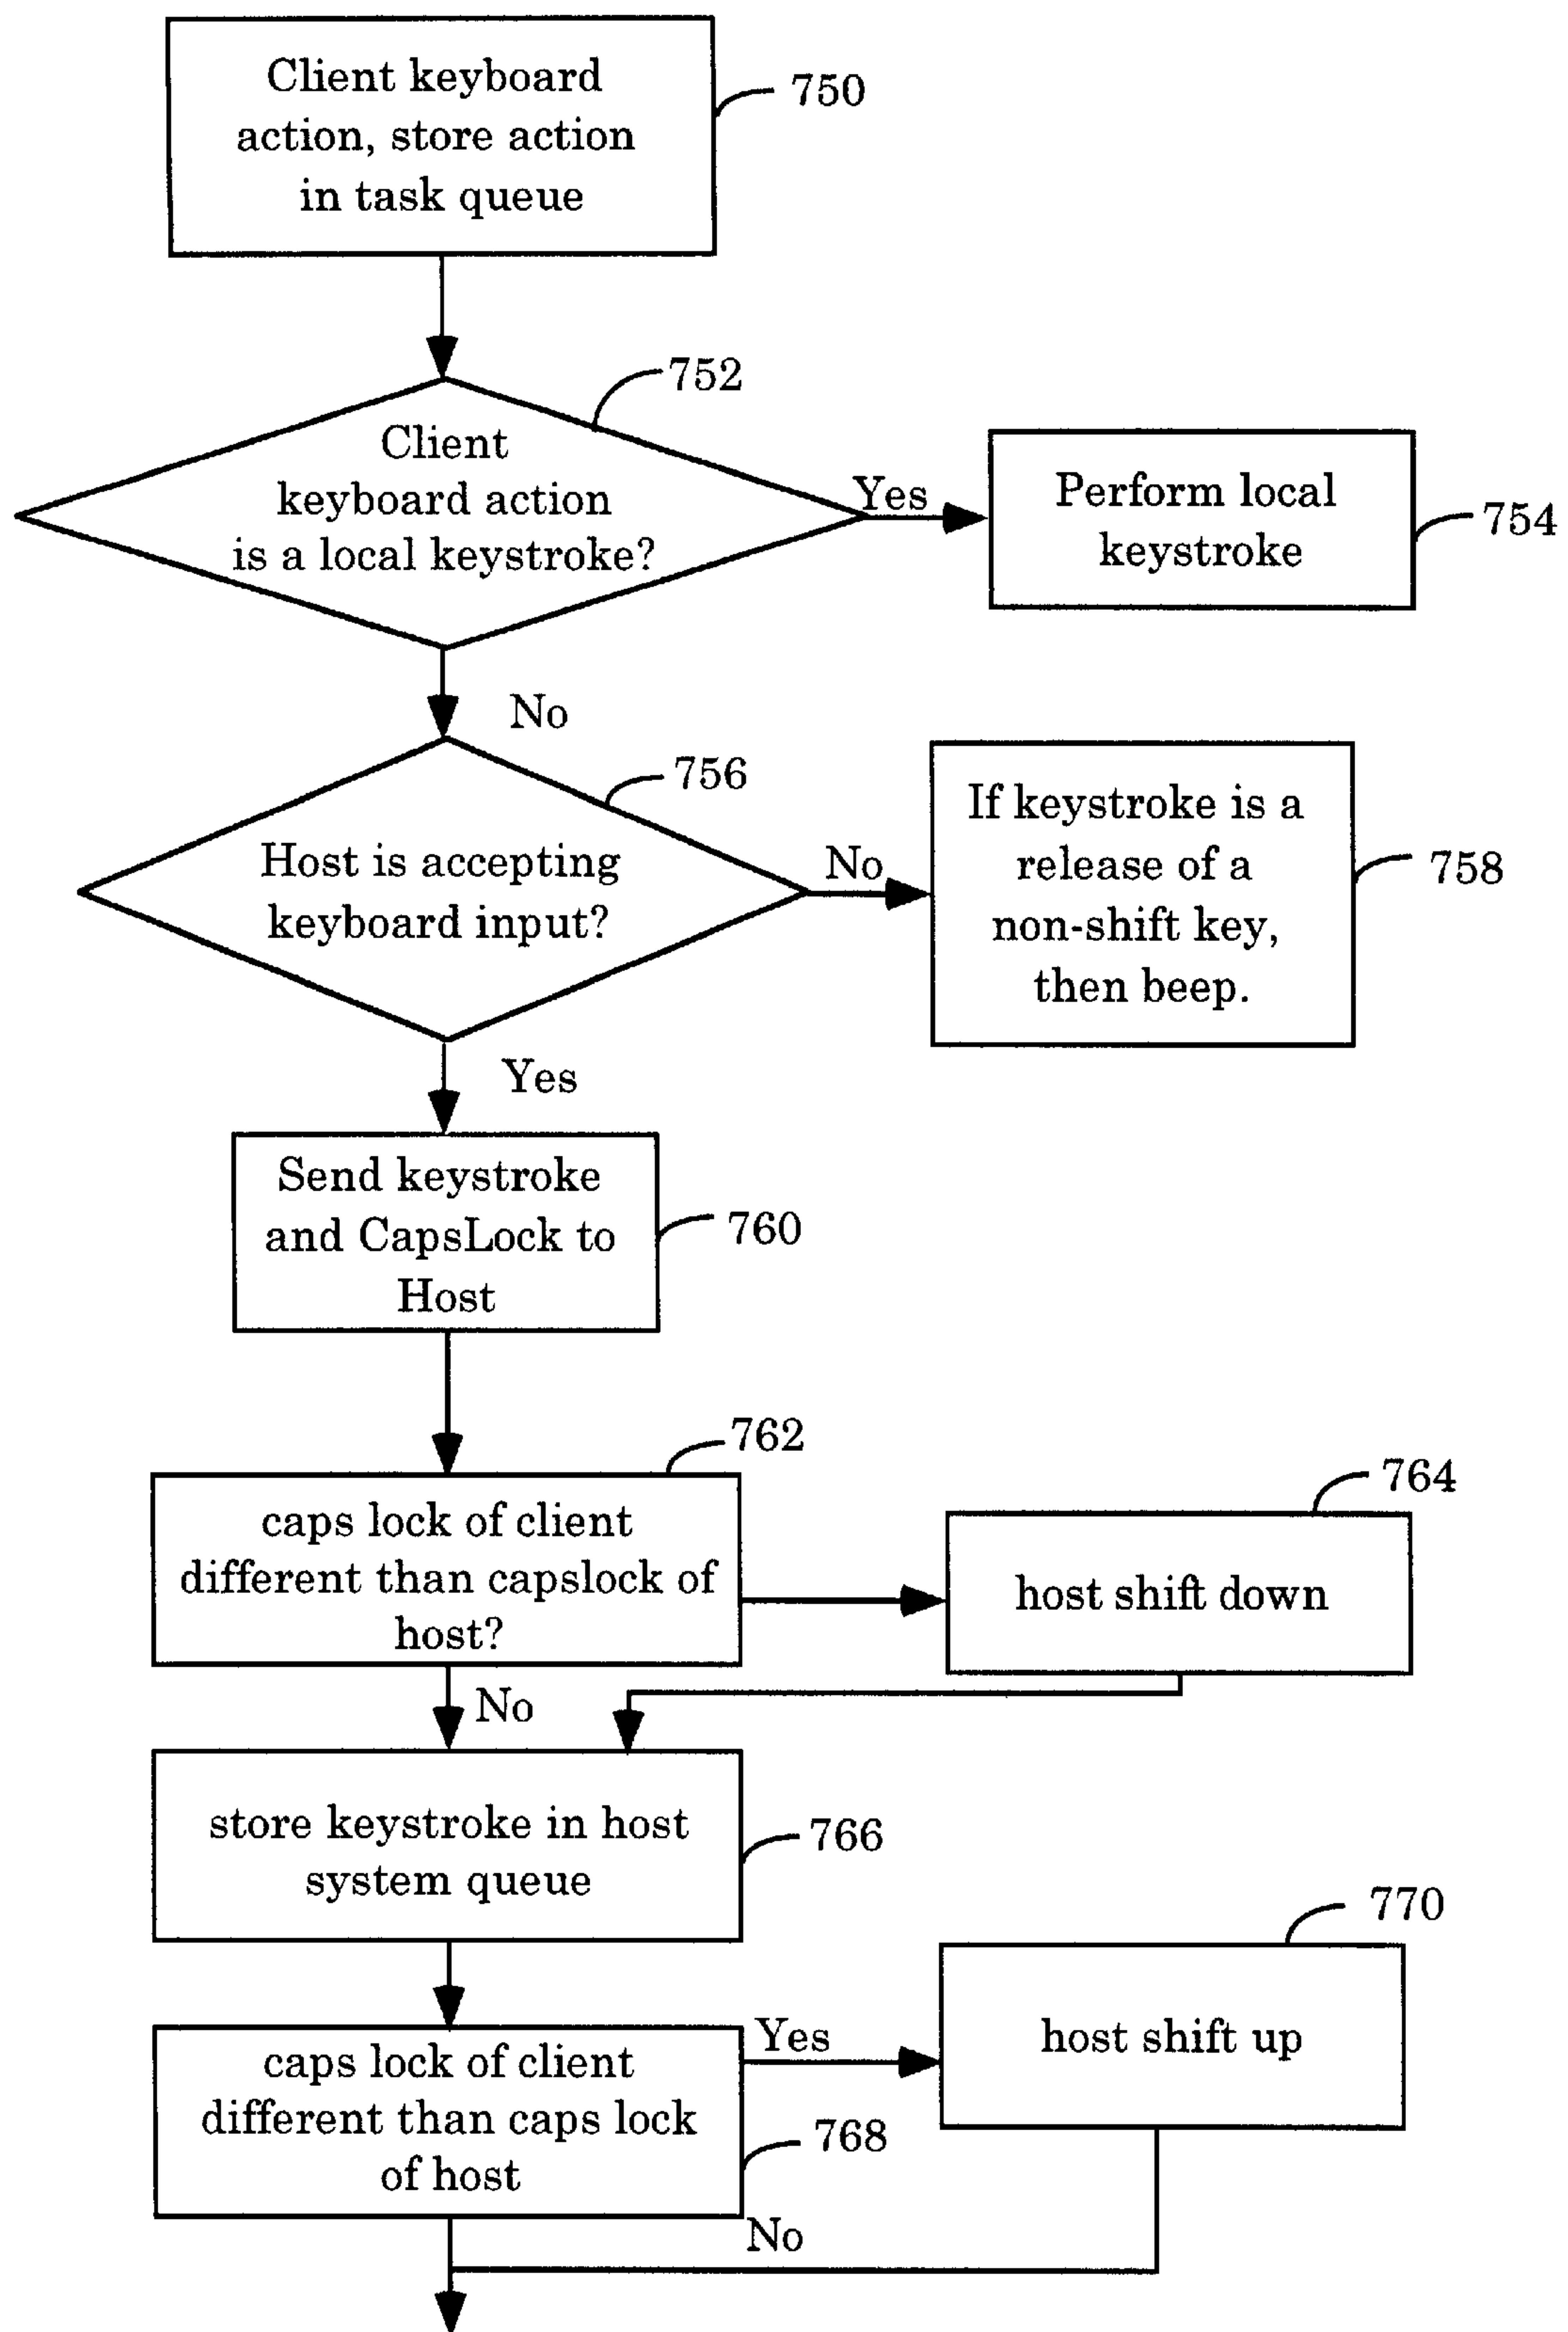 Client keyboard
action, store action
in task queue
750
752
Client
keyboard action
is a local keystroke?
Yes
Perform local
keystroke
754
No
756
Host is accepting
keyboard input?
No
If keystroke is a
release of a
non-shift key,
then beep.
758
Yes
Send keystroke
and CapsLock to
Host
760
762
caps lock of client
different than capslock of
host?
764
host shift down
No
store keystroke in host
system queue
766
770
caps lock of client
different than caps lock
of host
Yes
host shift up
768
No